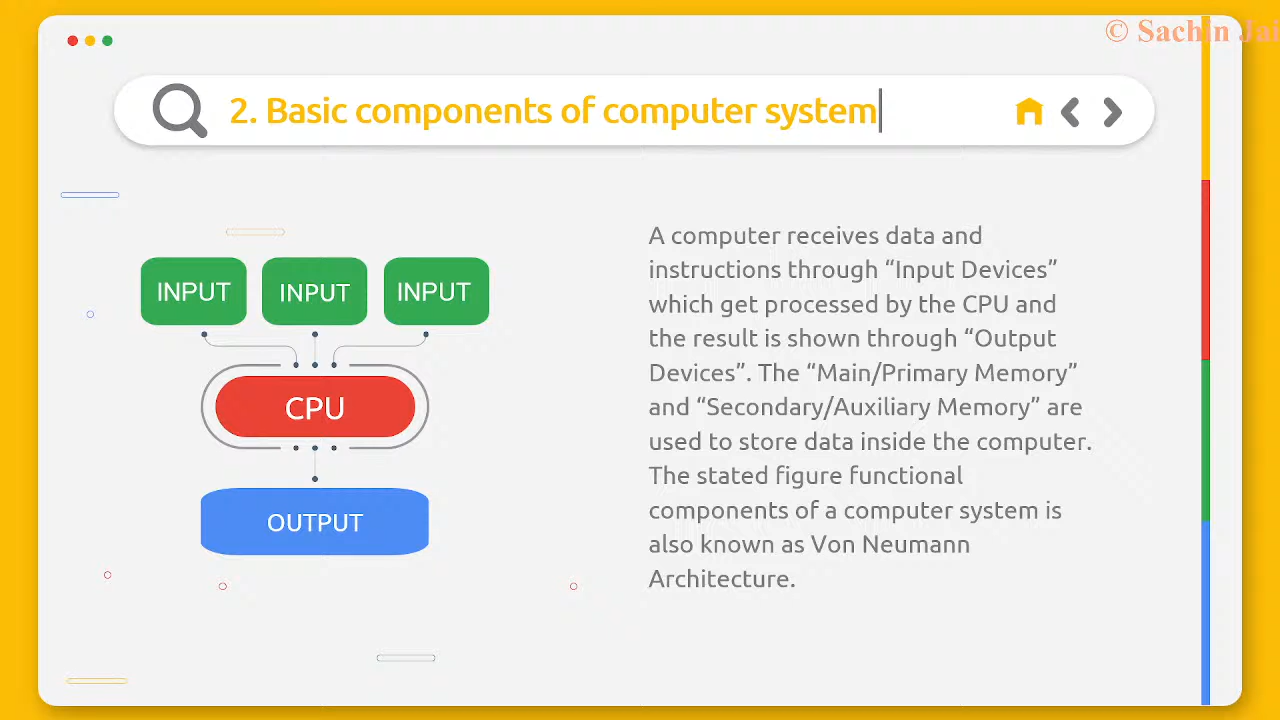 © Sachin Jai
2. Basic components of computer system
INPUT INPUT INPUT
CPU
OUTPUT
A computer receives data and
instructions through “Input Devices”
which get processed by the CPU and
the result is shown through “Output
Devices”. The “Main/Primary Memory”
and “Secondary/Auxiliary Memory” are
used to store data inside the computer.
The stated figure functional
components of a computer system is
also known as Von Neumann
Architecture.